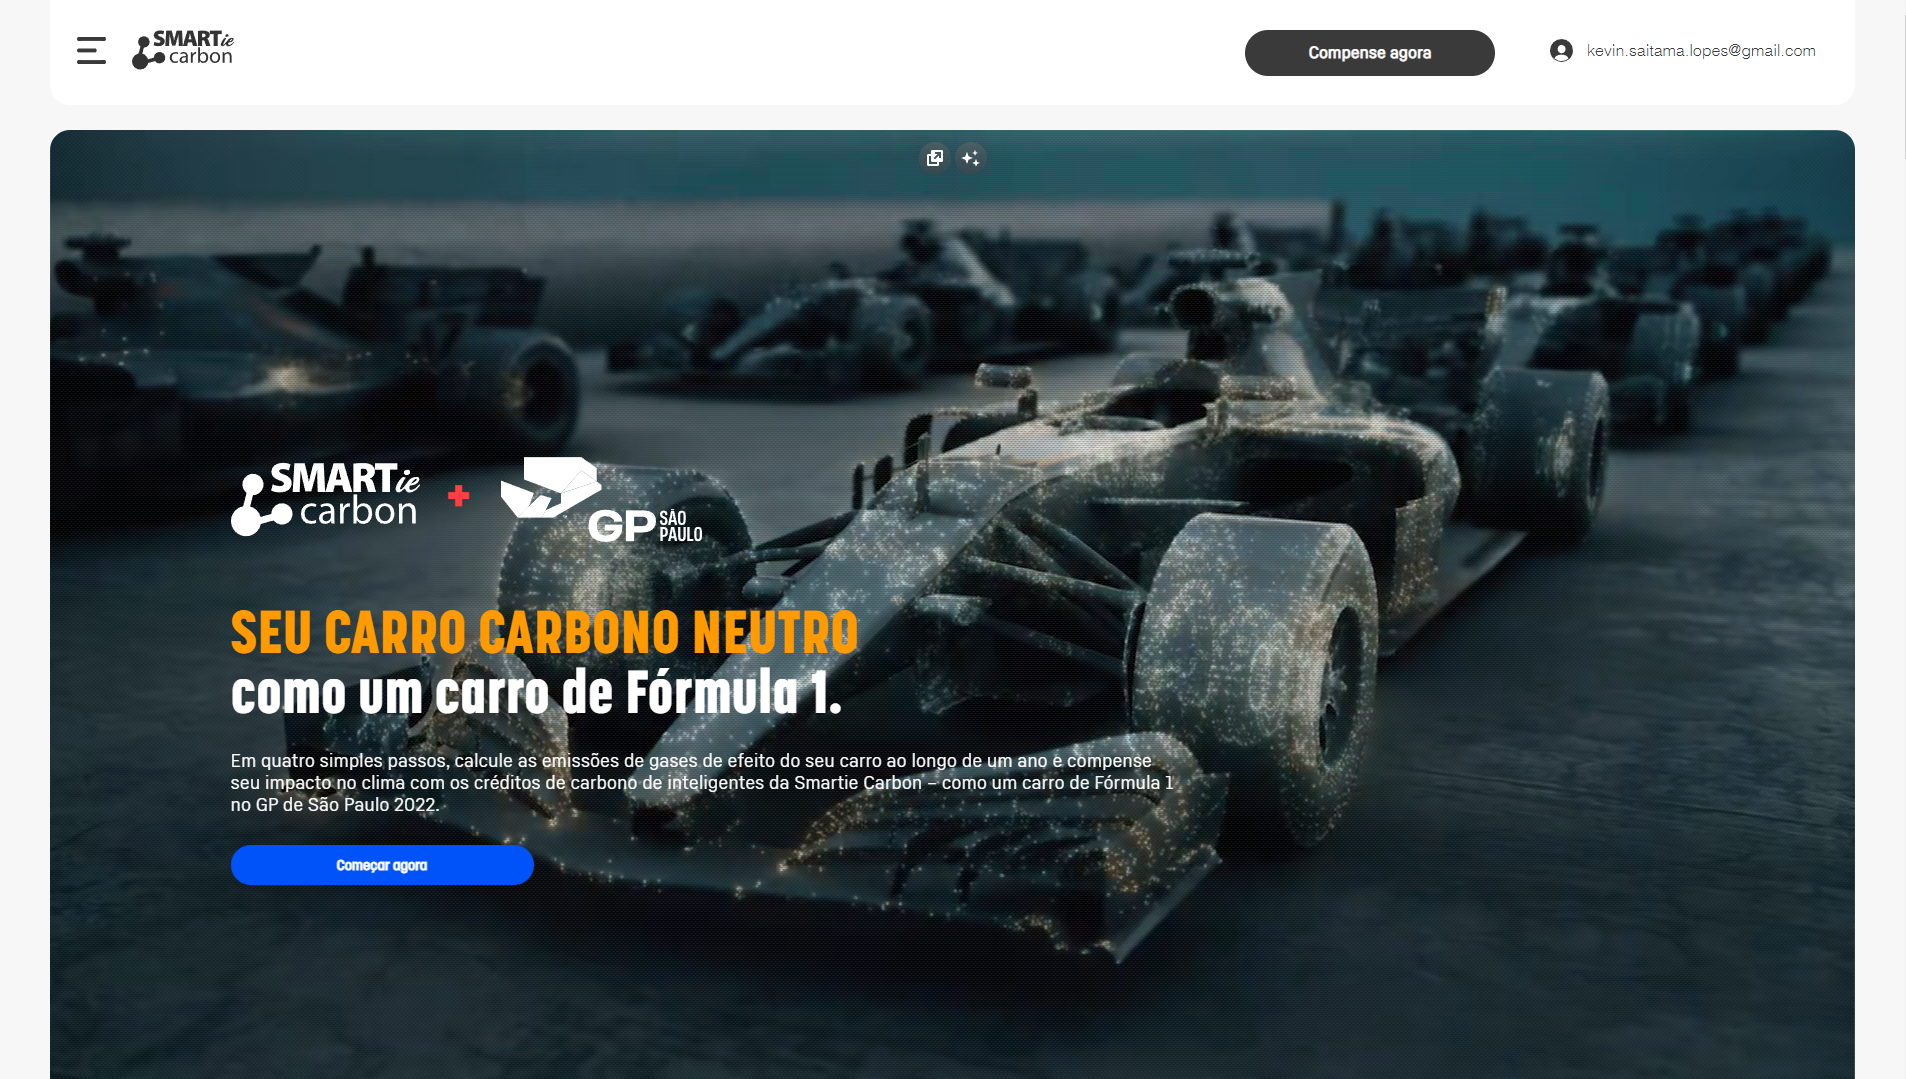 SMARTie
carbon
Compense agora
kevin.saitama.lopes@gmail.com
SMARTie
carbon
GP SÃO
PAULO
SEU CARRO CARBONO NEUTRO
como um carro de Fórmula 1.
Em quatro simples passos, calcule as emissões de gases de efeito do seu carro ao longo de um ano e compense
seu impacto no clima com os créditos de carbono de inteligentes da Smartie Carbon – como um carro de Fórmula 1
no GP de São Paulo 2022.
Começar agora